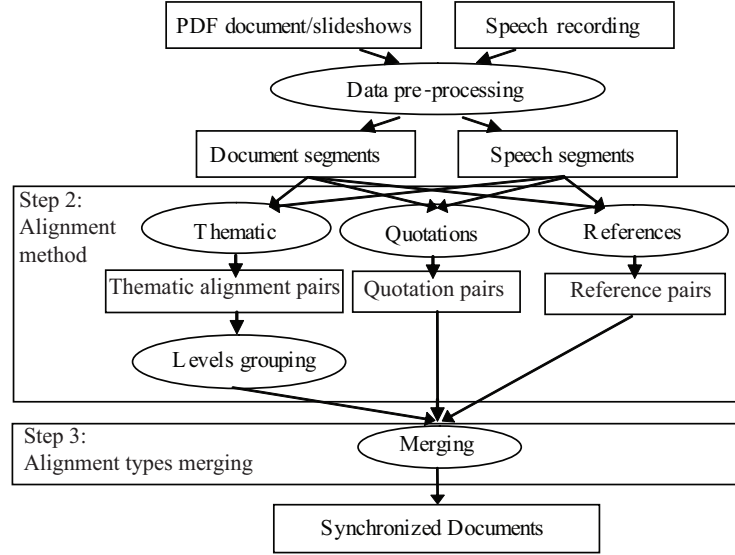 PDF document/slideshows
Speech recording
Data pre-processing
Document segments
Speech segments
Step 2:
Alignment
method
Thematic
Quotations
References
Thematic alignment pairs
Quotation pairs
Reference pairs
Levels grouping
Step 3:
Alignment types merging
Merging
Synchronized Documents